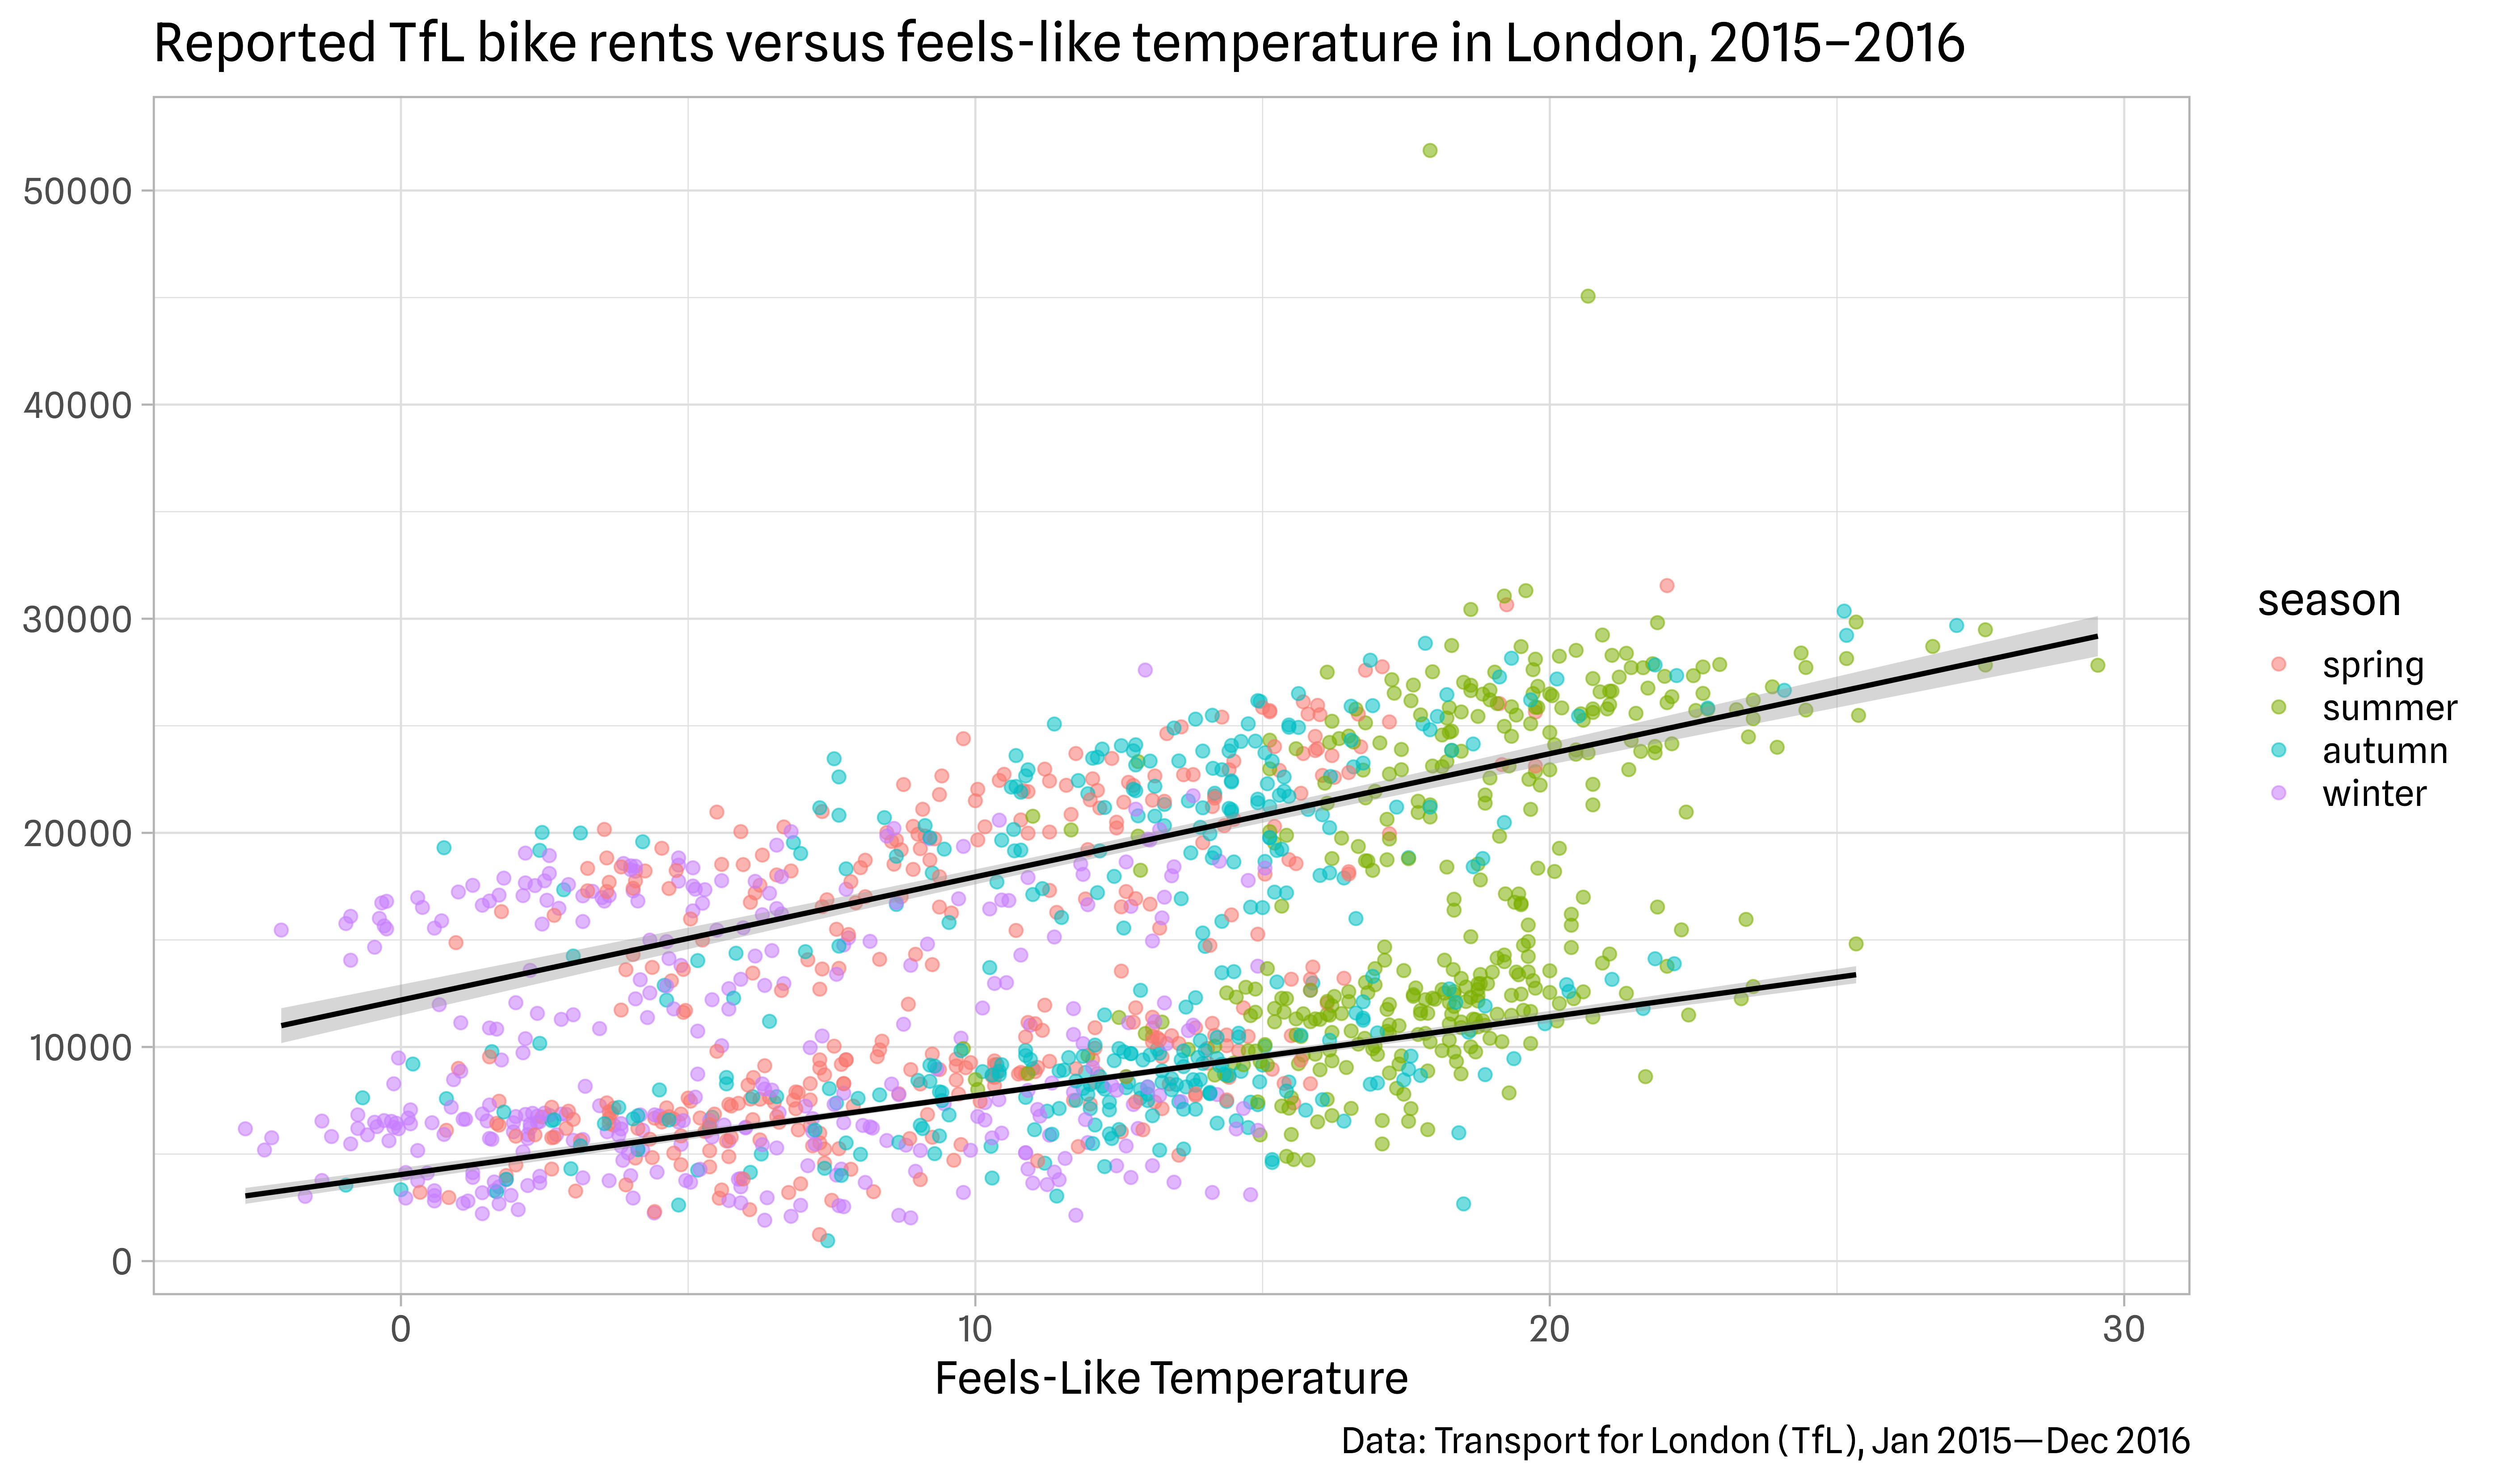 Reported TfL bike rents versus feels-like temperature in London, 2015–2016
50000
40000
30000
20000
10000
0
0 10 20 30
Feels-Like Temperature
season
spring
summer
autumn
winter
Data: Transport for London (TfL), Jan 2015—Dec 2016